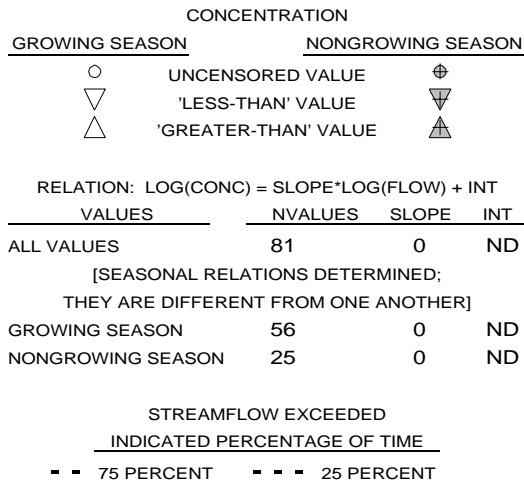 CONCENTRATION
GROWING SEASON NONGROWING SEASON
UNCENSORED VALUE
'LESS-THAN' VALUE
'GREATER-THAN' VALUE
RELATION: LOG(CONC) = SLOPE*LOG(FLOW) + INT
VALUES NVALUES SLOPE INT
ALL VALUES 81 0 ND
[SEASONAL RELATIONS DETERMINED;
THEY ARE DIFFERENT FROM ONE ANOTHER]
GROWING SEASON 56 0 ND
NONGROWING SEASON 25 0 ND
STREAMFLOW EXCEEDED
INDICATED PERCENTAGE OF TIME
75 PERCENT 25 PERCENT